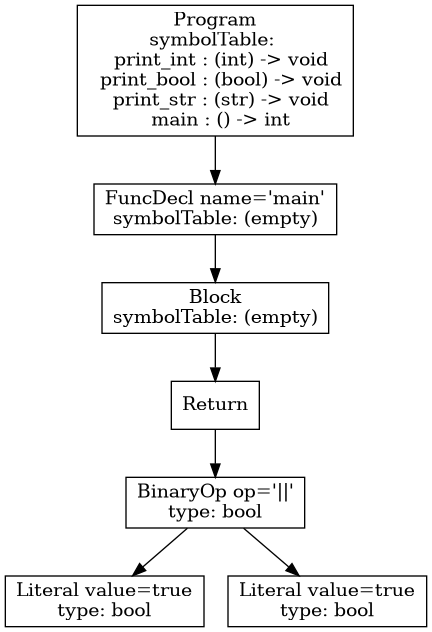 Program
symbolTable:
print_int : (int) -> void
print_bool : (bool) -> void
print_str : (str) -> void
main : () -> int
FuncDecl name='main'
symbolTable: (empty)
Block
symbolTable: (empty)
Return
BinaryOp op='||'
type: bool
Literal value=true
type: bool
Literal value=true
type: bool